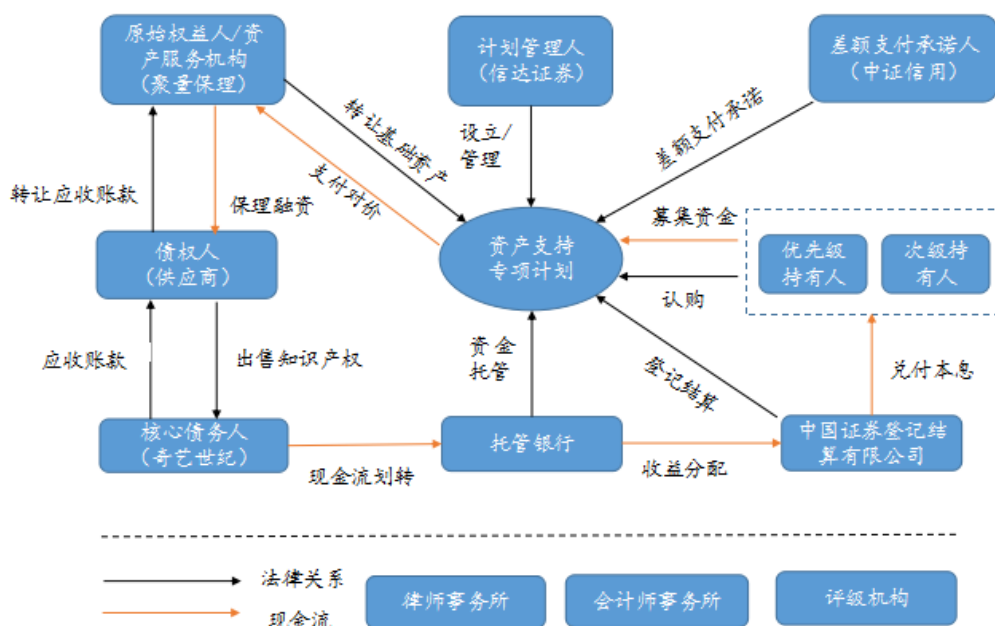 原始权益人/资
产服务机构
(聚量保理)
计划管理人
(信达证券)
差额支付承诺人
(中证信用)
转让基础资产
支付对价
设立/
管理
差额支付承诺
转让应收账款
保理融资
募集资金
债权人
(供应商)
资产支持
专项计划
优先级
持有人
次级持
有人
认购
应收账款
出售知识产权
资金
托管
登记结算
兑付本息
核心债务人
(奇艺世纪)
现金流划转
托管银行
收益分配
中国证券登记结
算有限公司
法律关系
现金流
律师事务所
会计师事务所
评级机构